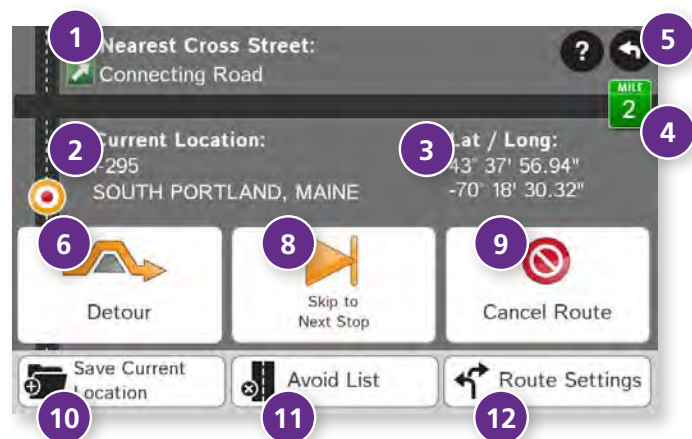 1
Nearest Cross Street:
Connecting Road
?
5
MILE
2
4
2
Current Location:
I-295
SOUTH PORTLAND, MAINE
3
Lat / Long:
43° 37' 56.94"
-70° 18' 30.32"
6
Detour
8
Skip to
Next Stop
9
Cancel Route
10
Save Current
Location
11
Avoid List
12
Route Settings